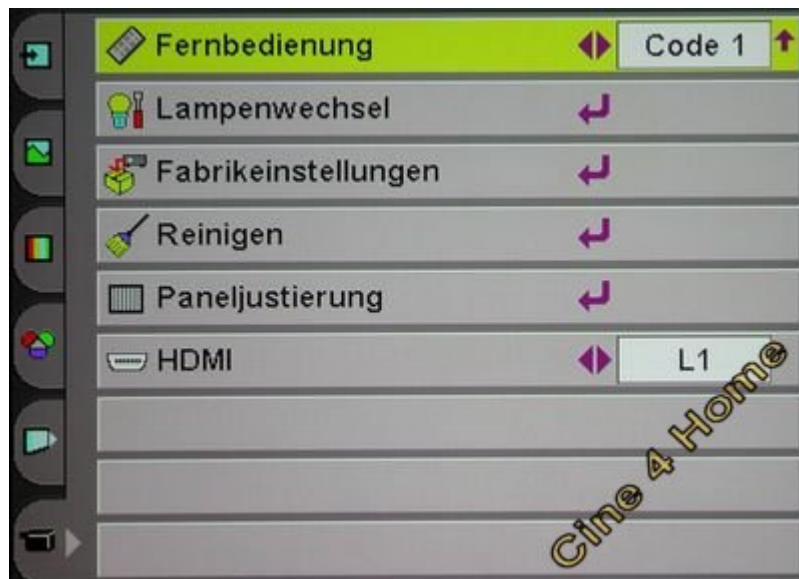 Fernbedienung Code 1
Lampenwechsel
Fabrikeinstellungen
Reinigen
Paneljustierung
HDMI L1
Cine 4 Home